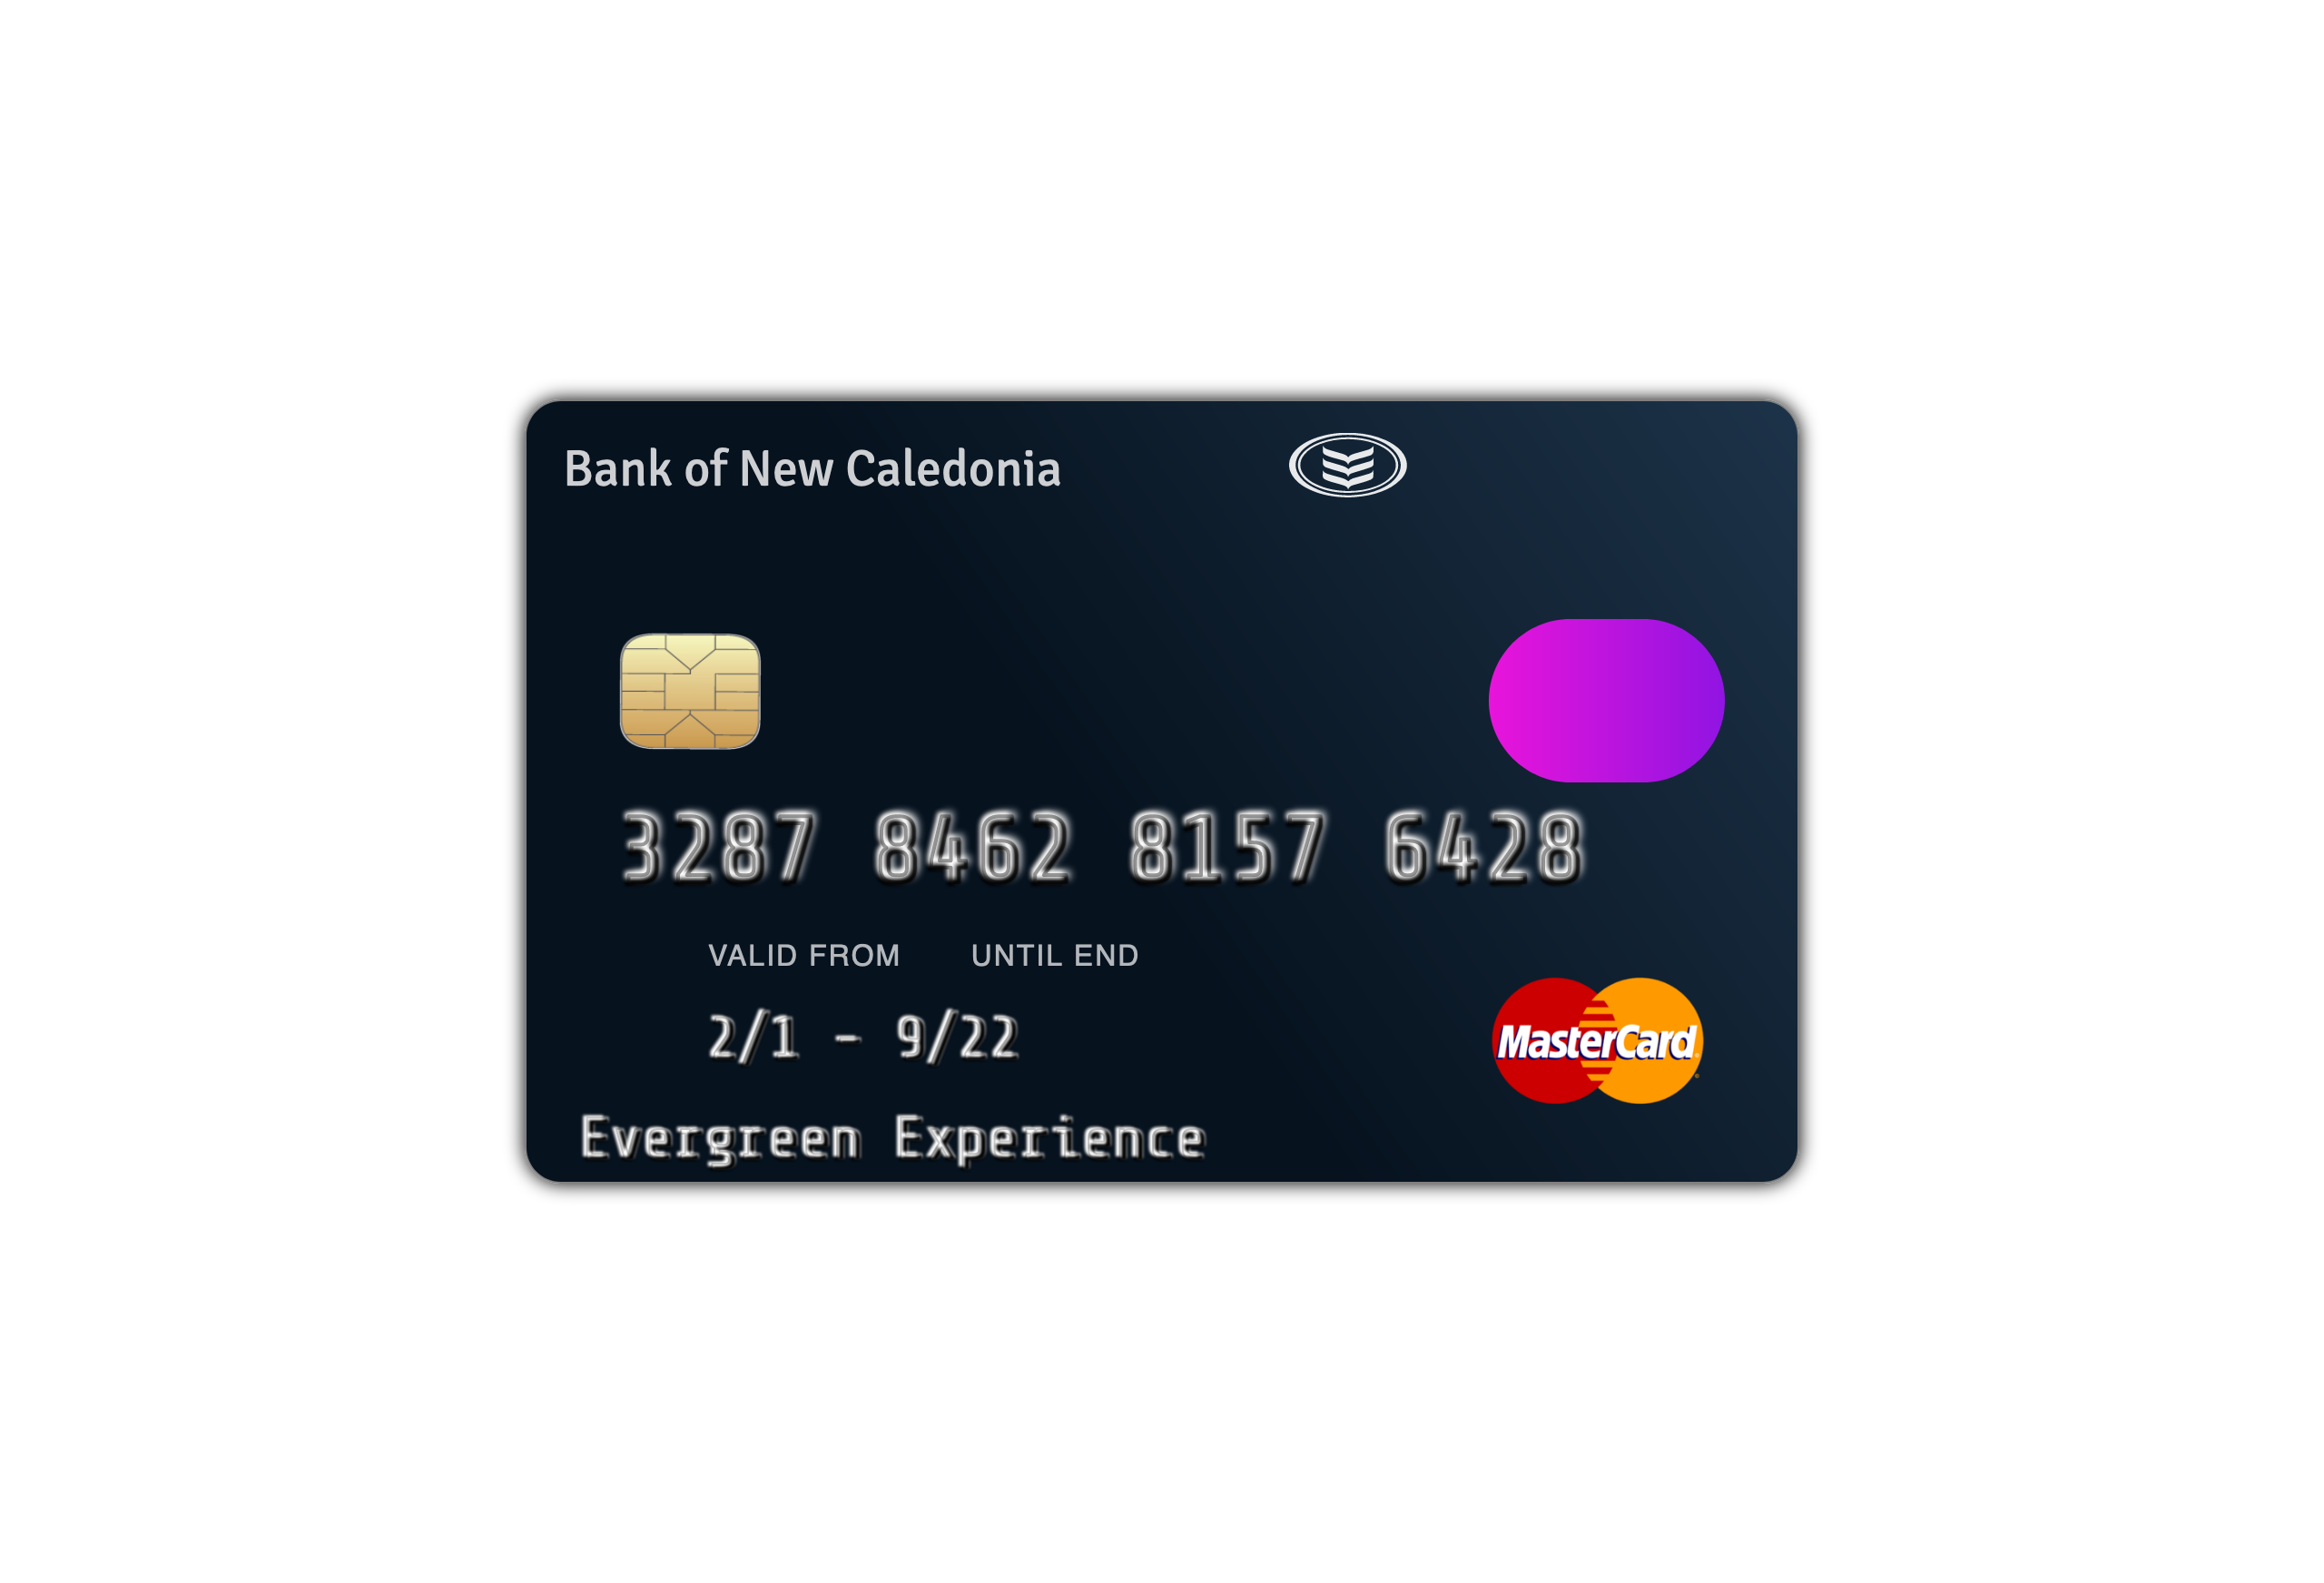 Bank of New Caledonia
3287 8462 8157 6428
VALID FROM UNTIL END
2/1 - 9/22
MasterCard
Evergreen Experience